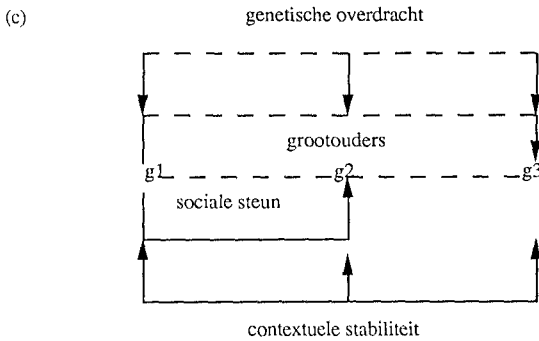 (c)
genetische overdracht
grootouders
g1
g2
g3
sociale steun
contextuele stabiliteit